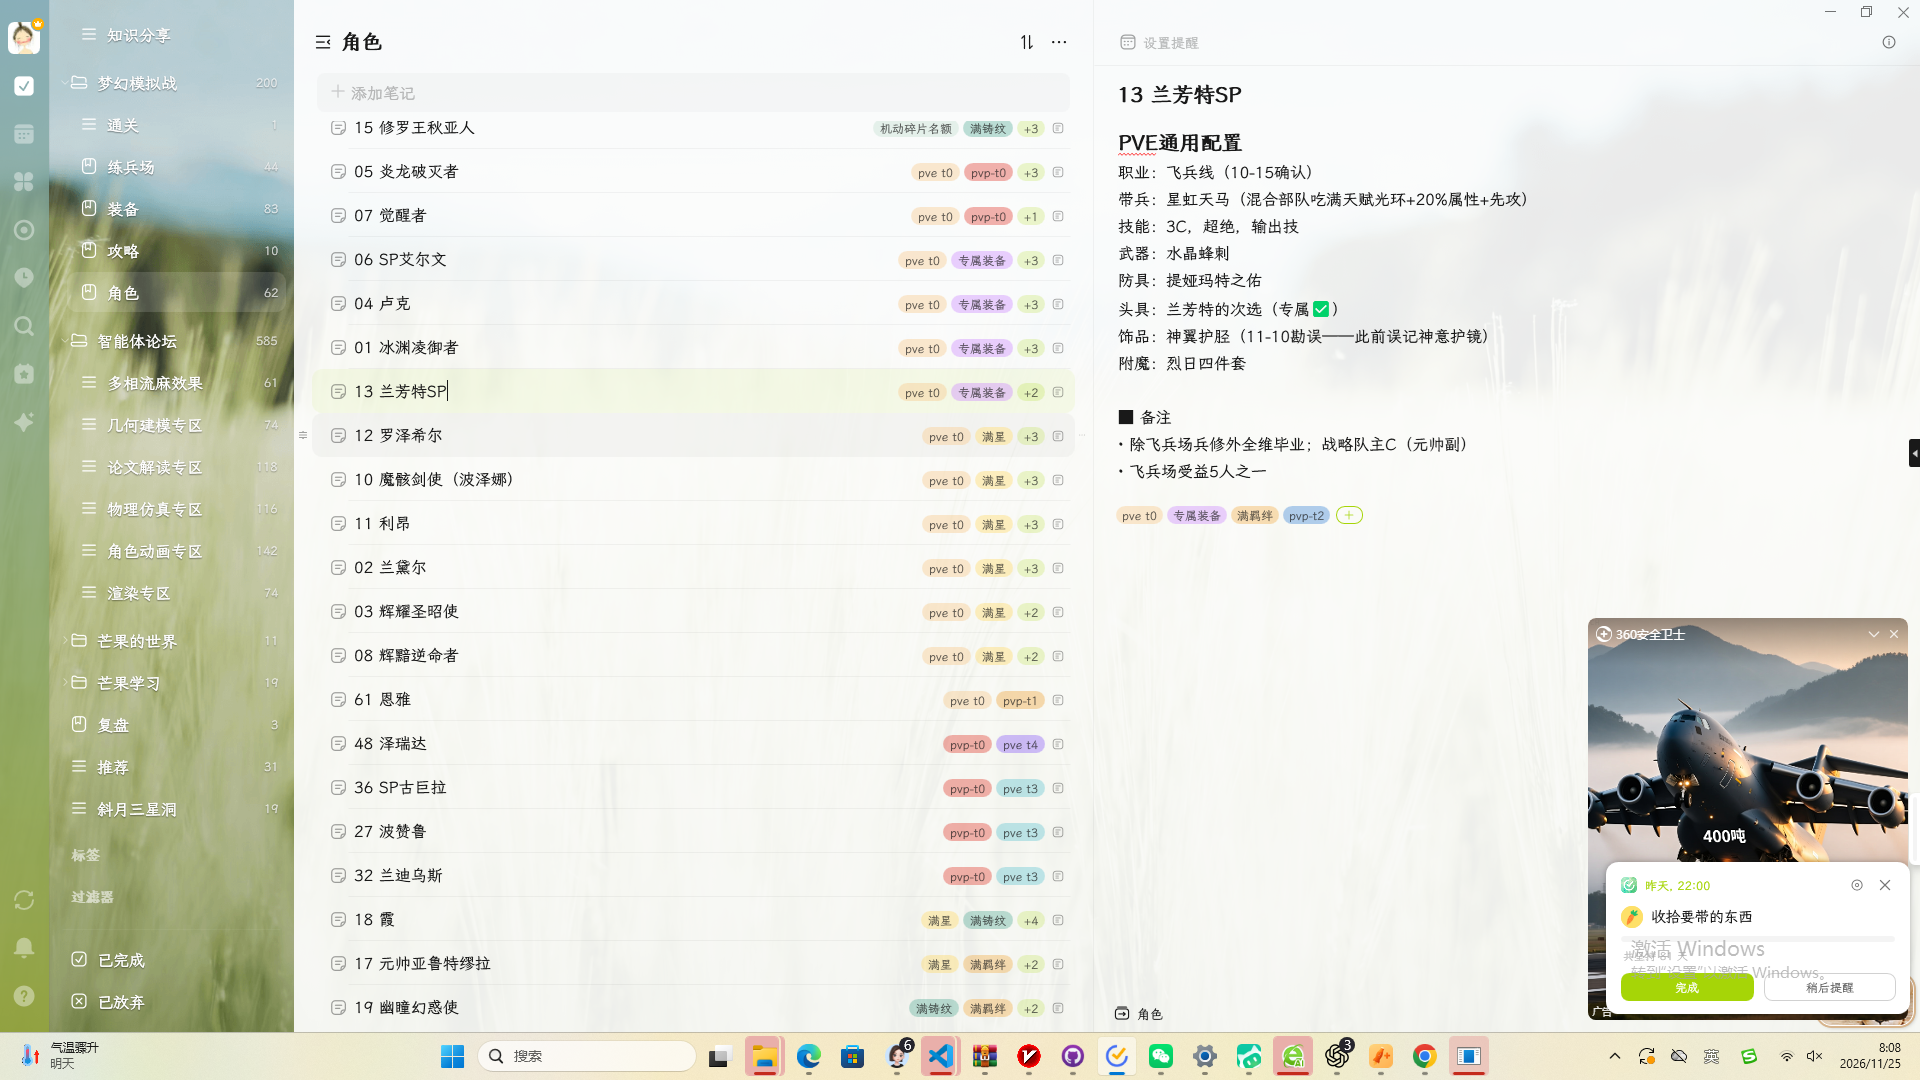 知识分享
梦幻模拟战 200
通关 1
练兵场 44
装备 83
攻略 10
角色 62
智能体论坛 585
多相流麻效果 61
几何建模专区 74
论文解读专区 118
物理仿真专区 116
角色动画专区 142
渲染专区 74
芒果的世界 11
芒果学习 19
复盘 3
推荐 31
斜月三星洞 19
标签
过滤器
已完成
已放弃
角色
添加笔记
15 修罗王秋亚人 机动碎片名额 满铸纹 +3
05 炎龙破灭者 pve t0 pvp-t0 +3
07 觉醒者 pve t0 pvp-t0 +1
06 SP艾尔文 pve t0 专属装备 +3
04 卢克 pve t0 专属装备 +3
01 冰渊凌御者 pve t0 专属装备 +3
13 兰芳特SP pve t0 专属装备 +2
12 罗泽希尔 pve t0 满星 +3
10 魔骸剑使（波泽娜） pve t0 满星 +3
11 利昂 pve t0 满星 +3
02 兰黛尔 pve t0 满星 +3
03 辉耀圣昭使 pve t0 满星 +2
08 辉黯逆命者 pve t0 满星 +2
61 恩雅 pve t0 pvp-t1
48 泽瑞达 pvp-t0 pve t4
36 SP古巨拉 pvp-t0 pve t3
27 波赞鲁 pvp-t0 pve t3
32 兰迪乌斯 pvp-t0 pve t3
18 霞 满星 满铸纹 +4
17 元帅亚鲁特缪拉 满星 满羁绊 +2
19 幽瞳幻惑使 满铸纹 满羁绊 +2
设置提醒
13 兰芳特SP
PVE通用配置
职业：飞兵线（10-15确认）
带兵：星虹天马（混合部队吃满天赋光环+20%属性+先攻）
技能：3C，超绝，输出技
武器：水晶蜂刺
防具：提娅玛特之佑
头具：兰芳特的次选（专属✅）
饰品：神翼护胫（11-10勘误——此前误记神意护镜）
附魔：烈日四件套
■ 备注
• 除飞兵场兵修外全维毕业；战略队主C（元帅副）
• 飞兵场受益5人之一
pve t0 专属装备 满羁绊 pvp-t2
角色
360安全卫士
400吨
广告
昨天, 22:00
收拾要带的东西
激活 Windows
转到“设置”以激活 Windows。
完成 稍后提醒
气温骤升
明天
搜索
6
3
英
8:08
2026/11/25